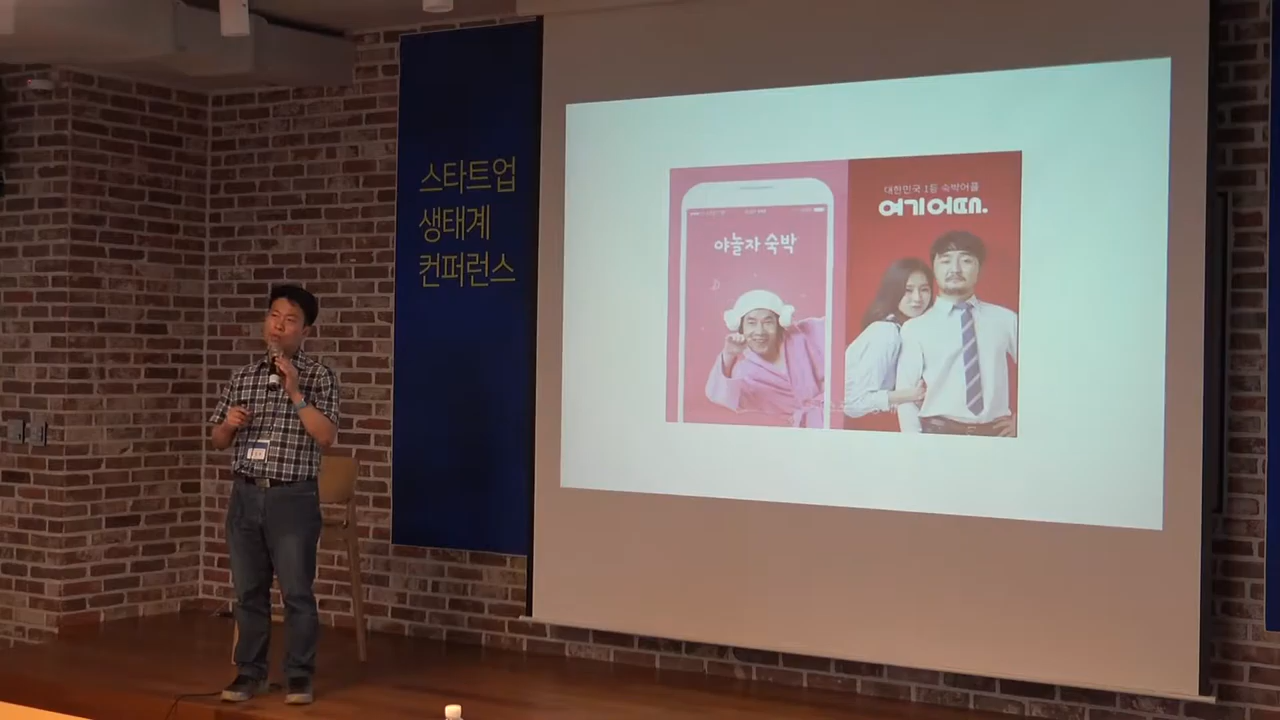 스타트업
생태계
컨퍼런스
야놀자 숙박
대한민국 1등 숙박어플
여기어때.